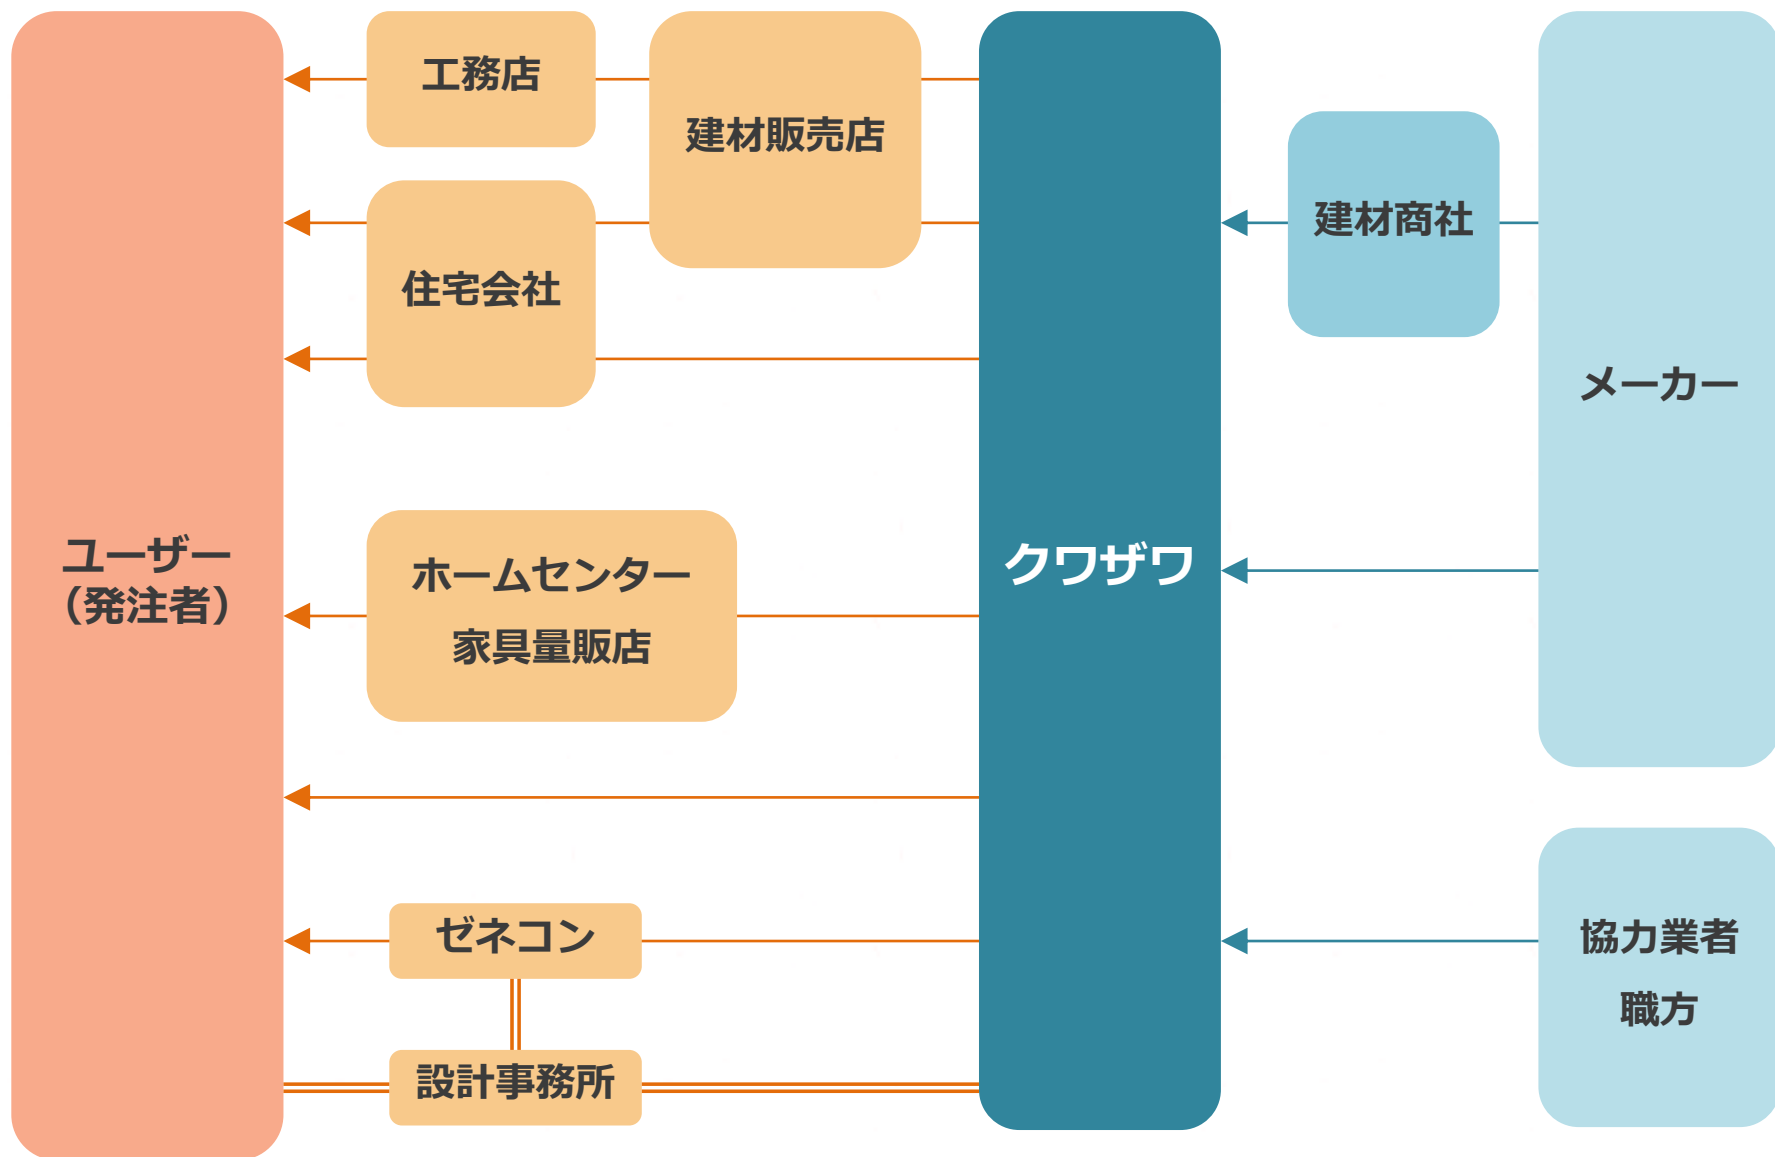 工務店
建材販売店
住宅会社
建材商社
メーカー
ユーザー
（発注者）
ホームセンター
家具量販店
クワザワ
ゼネコン
設計事務所
協力業者
職方